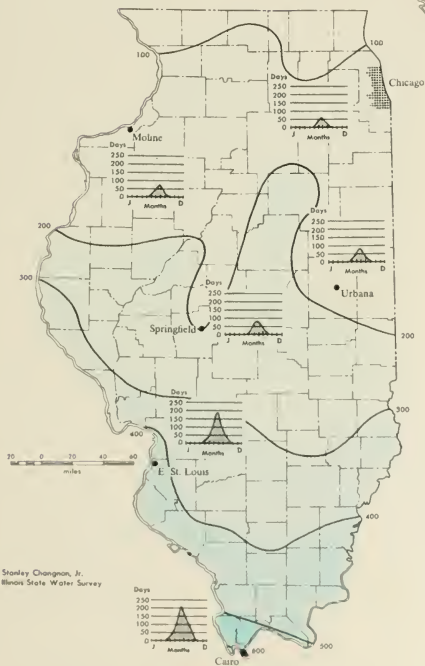 100
100
Chicago
Days
250
200
150
100
50
0
J D
Months
Moline
Days
250
200
150
100
50
0
J D
Months
200
Days
250
200
150
100
50
0
J D
Months
300
Urbana
Days
250
200
150
100
50
0
J D
Months
Springfield
200
Days
250
200
150
100
50
0
J D
Months
300
400
20 0 20 40 60
miles
E St. Louis
400
Stanley Changnon, Jr.
Illinois State Water Survey
Days
250
200
150
100
50
0
J D
Months
500
600
Cairo